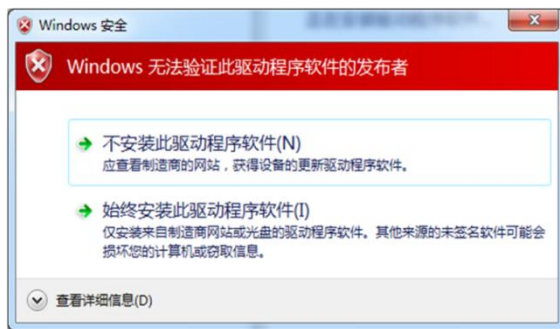 Windows 安全
Windows 无法验证此驱动程序软件的发布者
不安装此驱动程序软件(N)
应查看制造商的网站，获得设备的更新驱动程序软件。
始终安装此驱动程序软件(I)
仅安装来自制造商网站或光盘的驱动程序软件。其他来源的未签名软件可能会
损坏您的计算机或窃取信息。
查看详细信息(D)